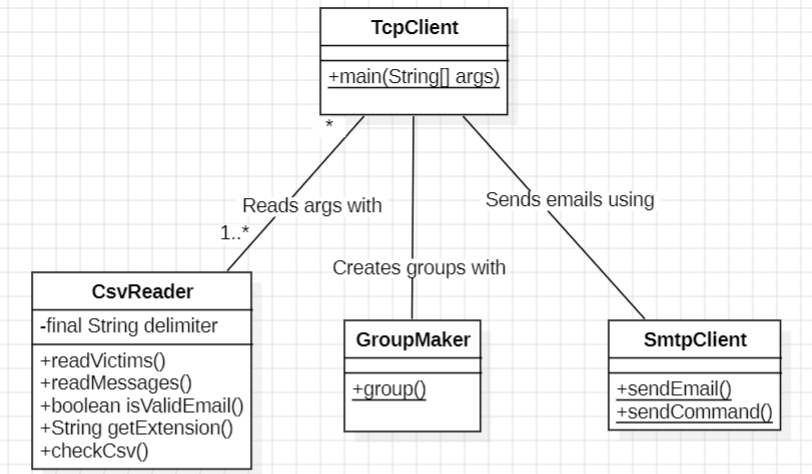 TcpClient
+main(String[] args)
*
Reads args with
Sends emails using
1..*
Creates groups with
CsvReader
-final String delimiter
+readVictims()
+readMessages()
+boolean isValidEmail()
+String getExtension()
+checkCsv()
GroupMaker
+group()
SmtpClient
+sendEmail()
+sendCommand()